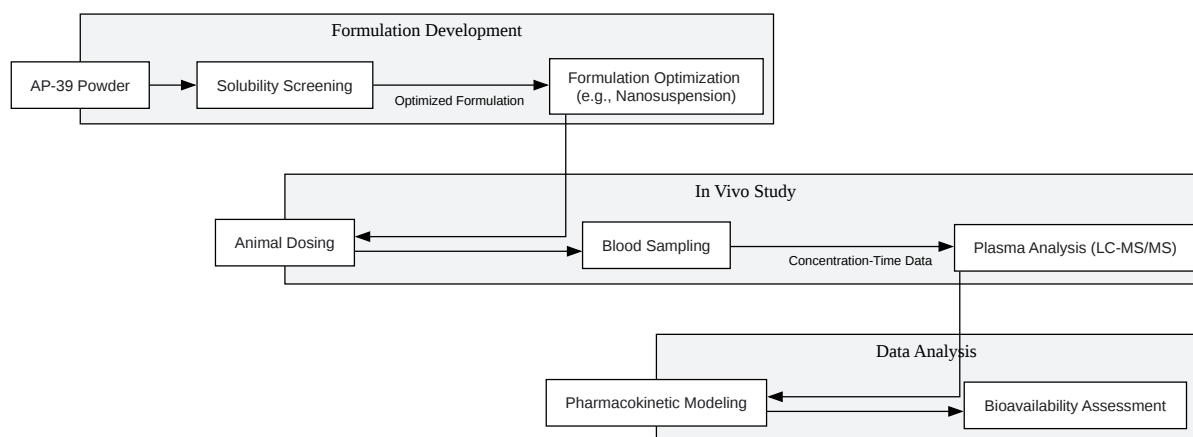 Formulation Development
AP-39 Powder
Solubility Screening
Optimized Formulation
Formulation Optimization
(e.g., Nanosuspension)
In Vivo Study
Animal Dosing
Blood Sampling
Concentration-Time Data
Plasma Analysis (LC-MS/MS)
Data Analysis
Pharmacokinetic Modeling
Bioavailability Assessment